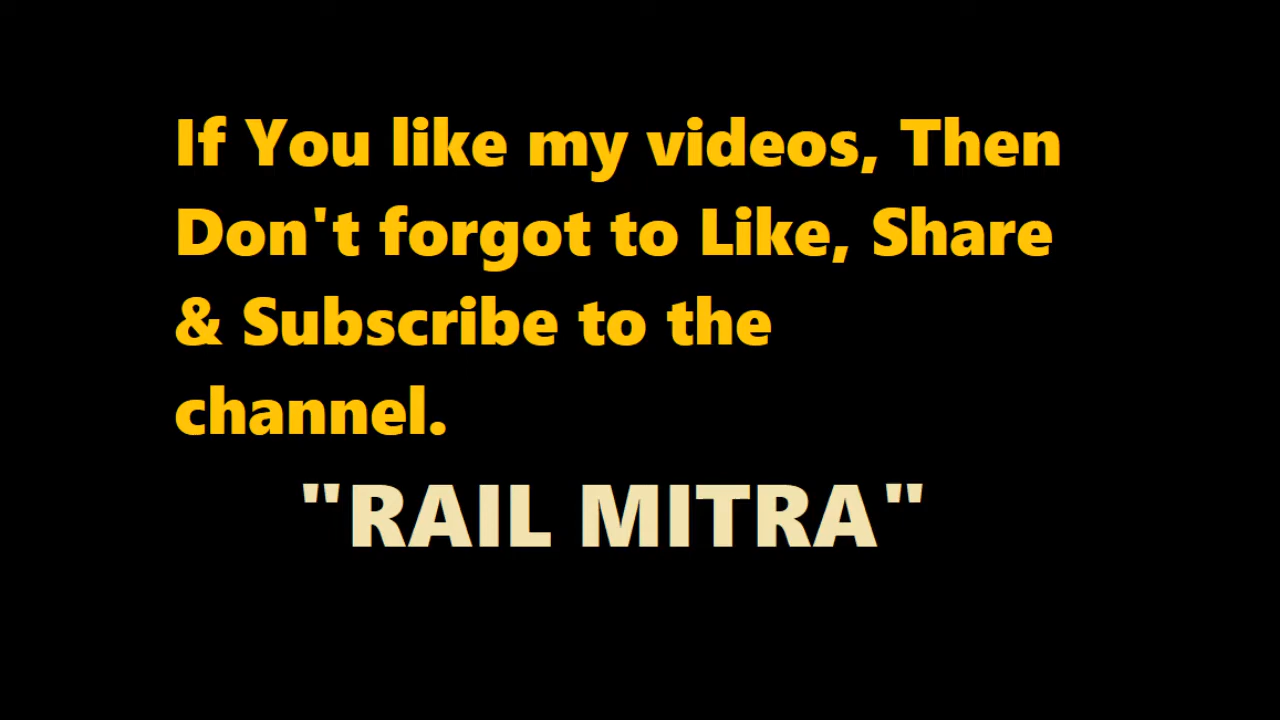 If You like my videos, Then
Don't forgot to Like, Share
& Subscribe to the
channel.
"RAIL MITRA"